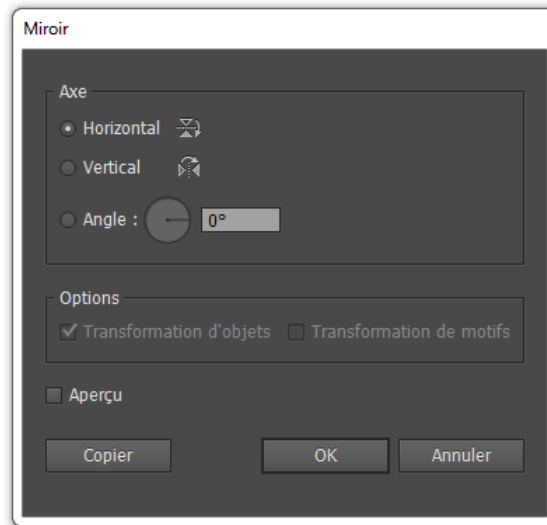 Miroir
Axe
Horizontal
Vertical
Angle : 0°
Options
Transformation d'objets Transformation de motifs
Aperçu
Copier OK Annuler